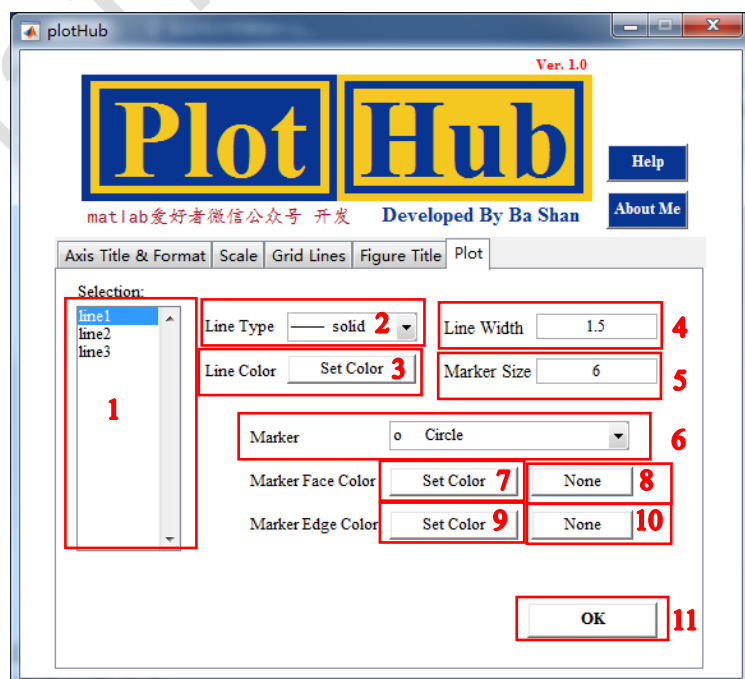 plotHub
Ver. 1.0
Plot Hub
Help
matlab爱好者微信公众号 开发 Developed By Ba Shan
About Me
Axis Title & Format Scale Grid Lines Figure Title Plot
Selection:
line1
line2
line3
1
Line Type solid 2
Line Width 1.5 4
Line Color Set Color 3
Marker Size 6 5
Marker o Circle 6
Marker Face Color Set Color 7 None 8
Marker Edge Color Set Color 9 None 10
OK 11